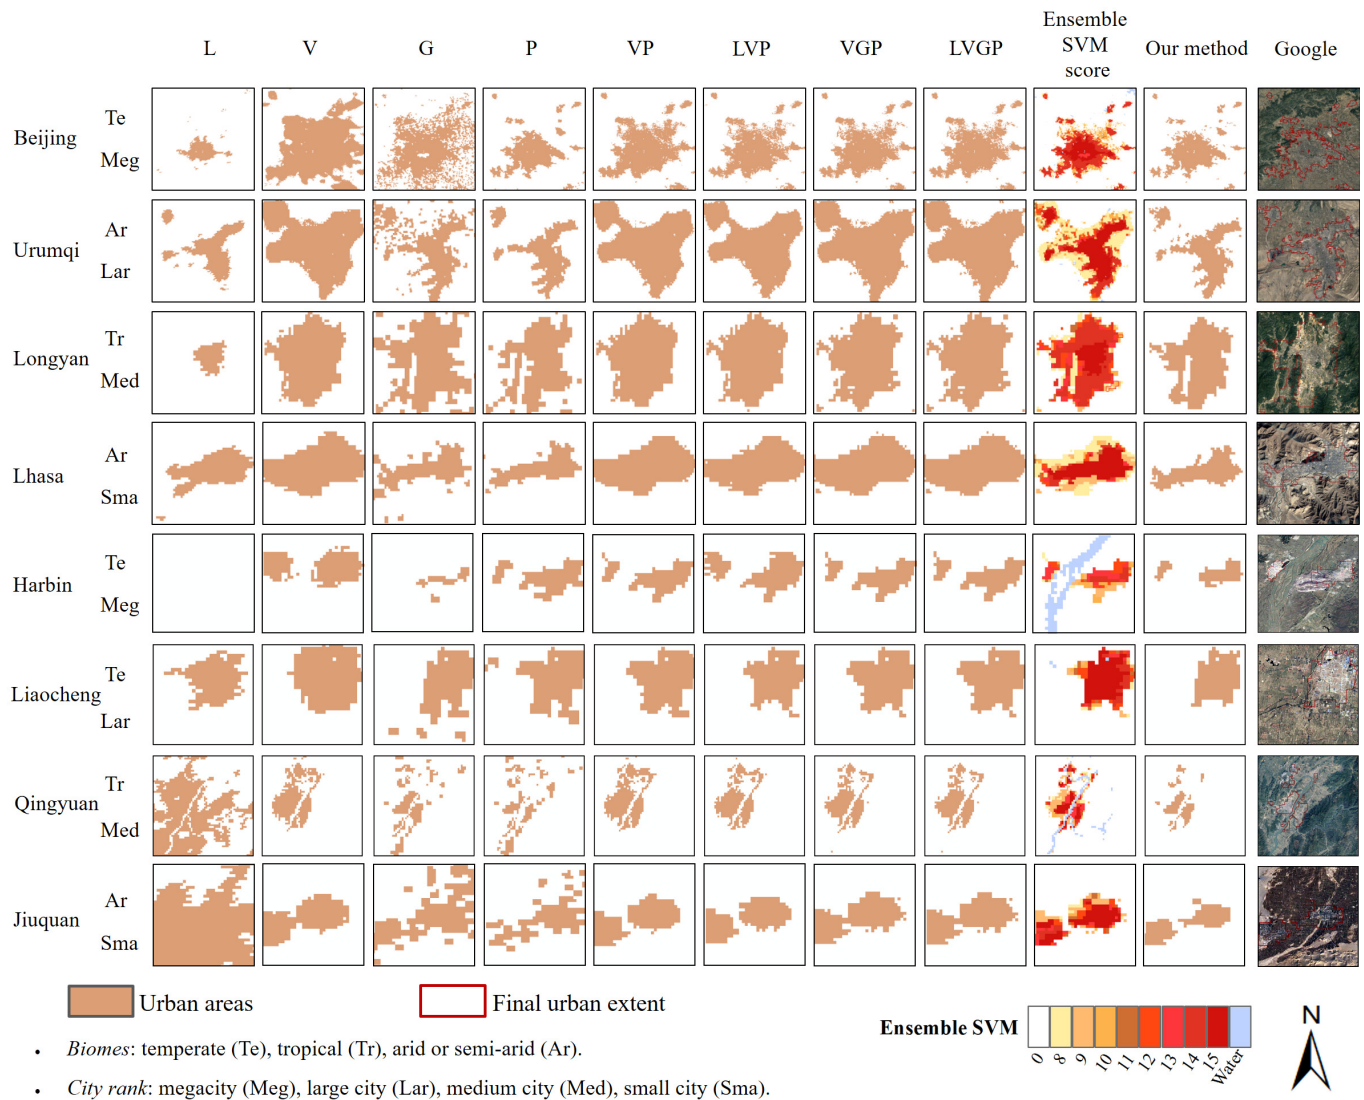 L V G P VP LVP VGP LVGP Ensemble SVM score Our method Google
Beijing Te Meg
Urumqi Ar Lar
Longyan Tr Med
Lhasa Ar Sma
Harbin Te Meg
Liaocheng Te Lar
Qingyuan Tr Med
Jiuquan Ar Sma
Urban areas
Final urban extent
Ensemble SVM
0 8 9 10 11 12 13 14 15 Water
N
• Biomes: temperate (Te), tropical (Tr), arid or semi-arid (Ar).
• City rank: megacity (Meg), large city (Lar), medium city (Med), small city (Sma).